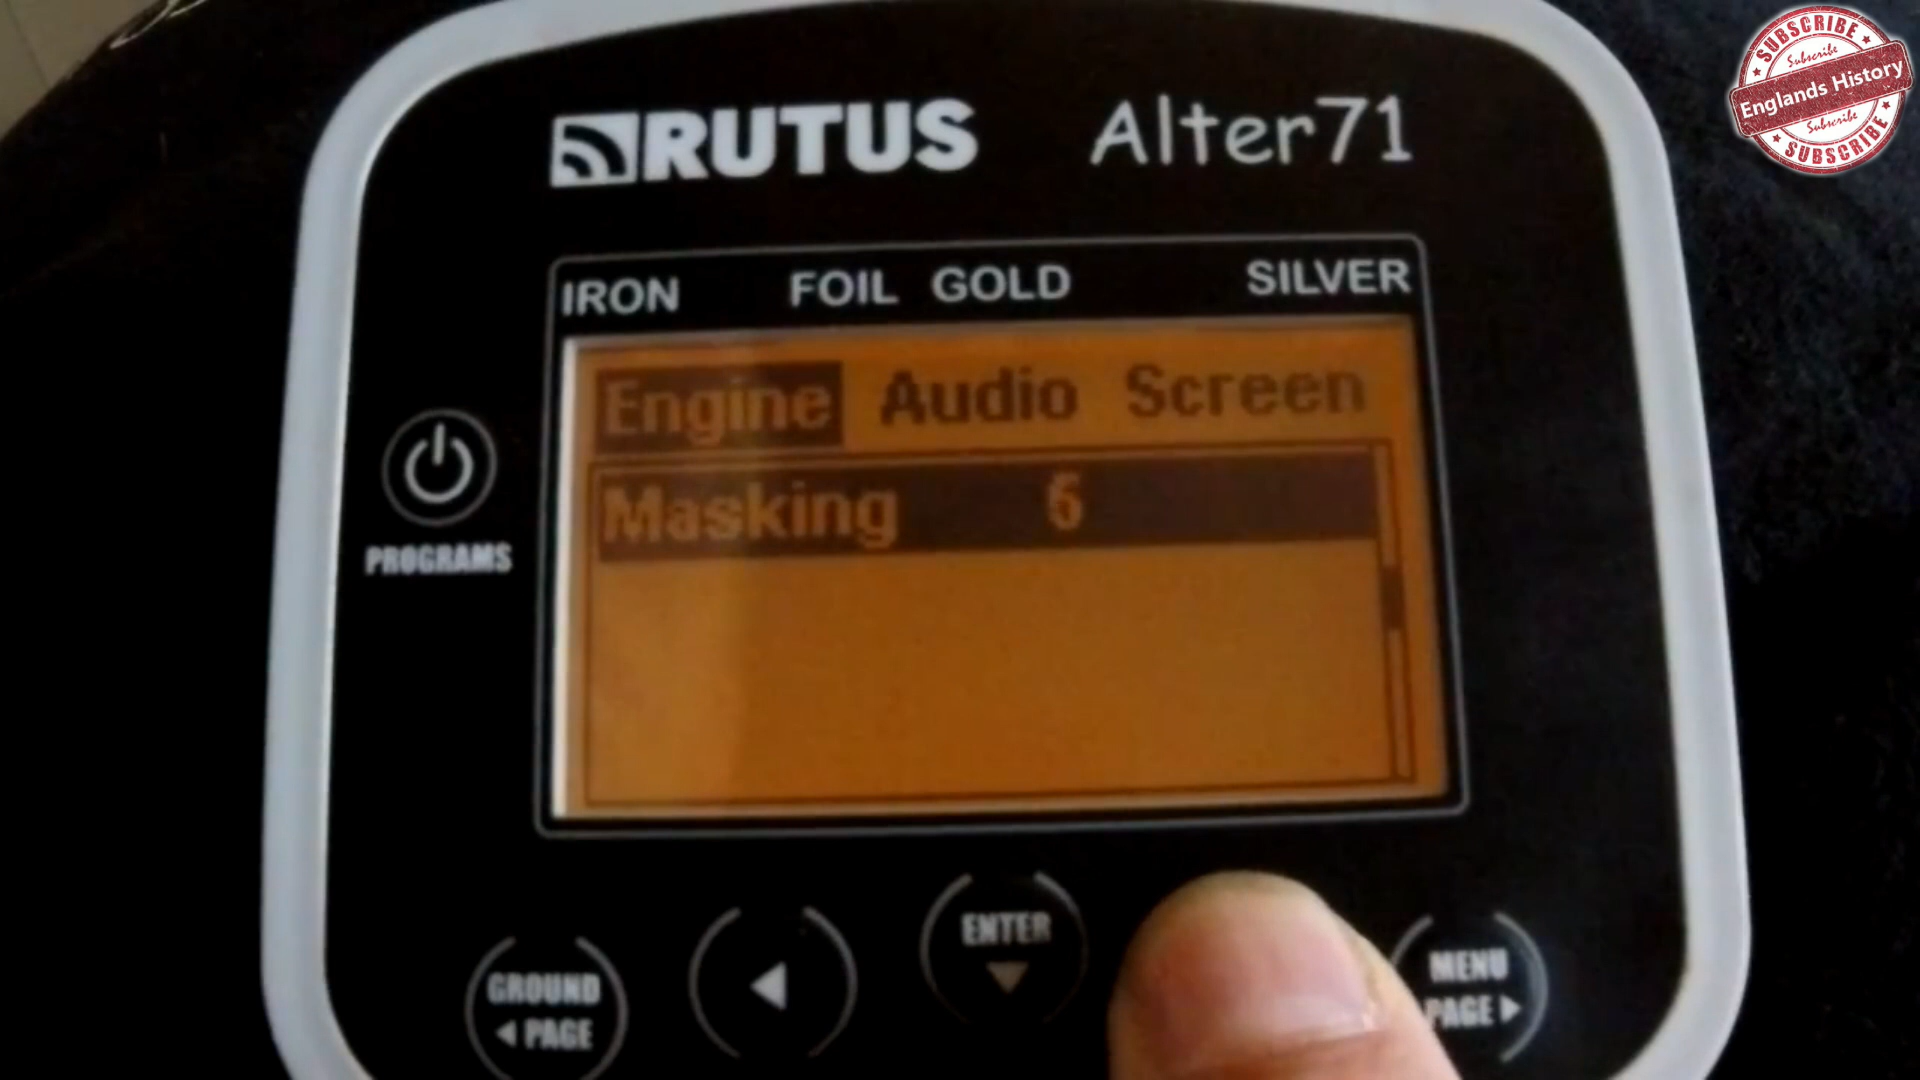 RUTUS Alter71
IRON FOIL GOLD SILVER
Engine Audio Screen
Masking 6
PROGRAMS
ENTER
GROUND
PAGE
MENU
PAGE
SUBSCRIBE
Subscribe
Englands History
Subscribe
SUBSCRIBE